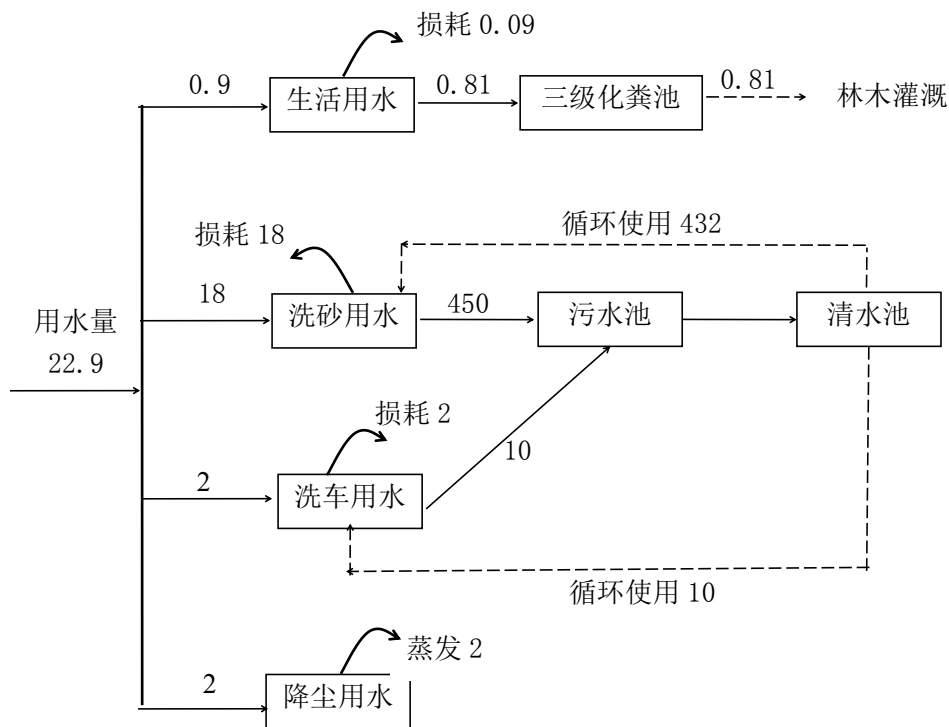 损耗 0.09
0.9
生活用水
0.81
三级化粪池
0.81
林木灌溉
循环使用 432
损耗 18
18
洗砂用水
450
污水池
清水池
用水量
22.9
损耗 2
10
2
洗车用水
循环使用 10
蒸发 2
2
降尘用水